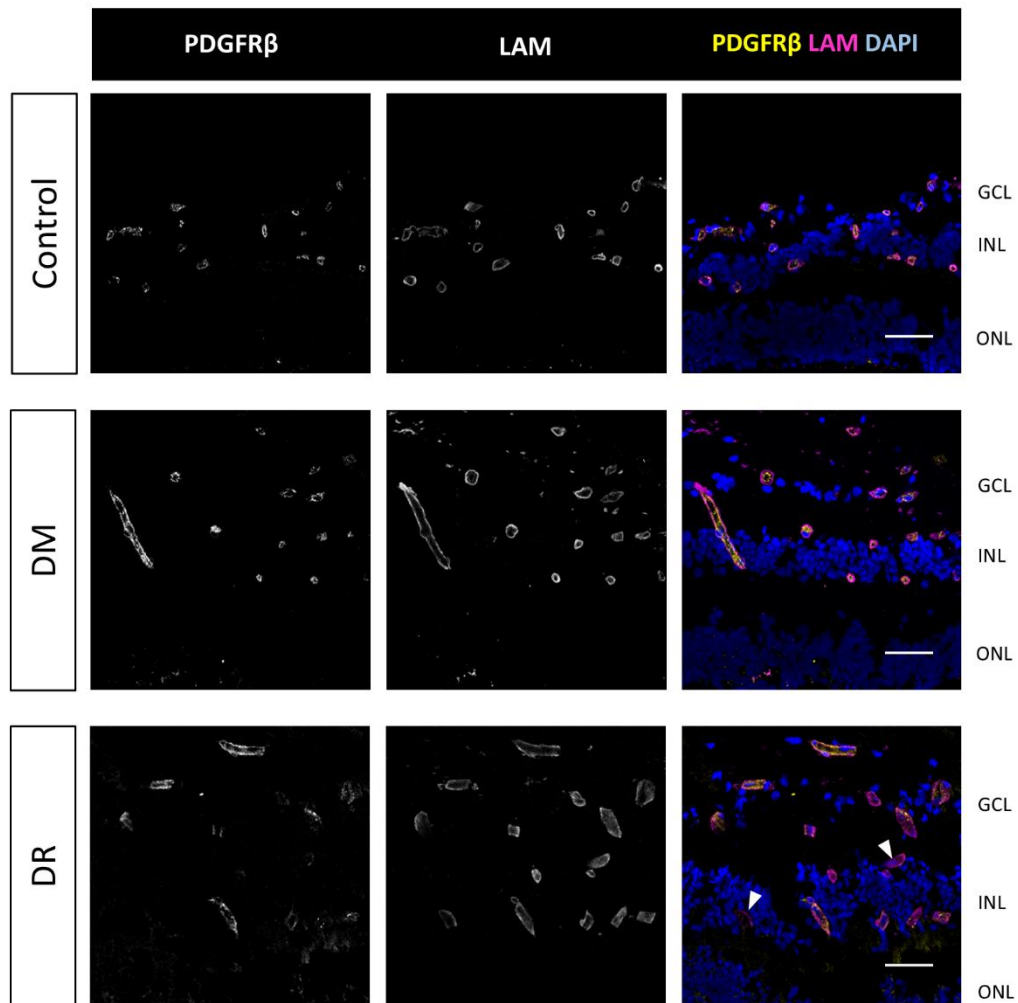 PDGFRβ LAM PDGFRβ LAM DAPI
Control
GCL
INL
ONL
DM
GCL
INL
ONL
DR
GCL
INL
ONL